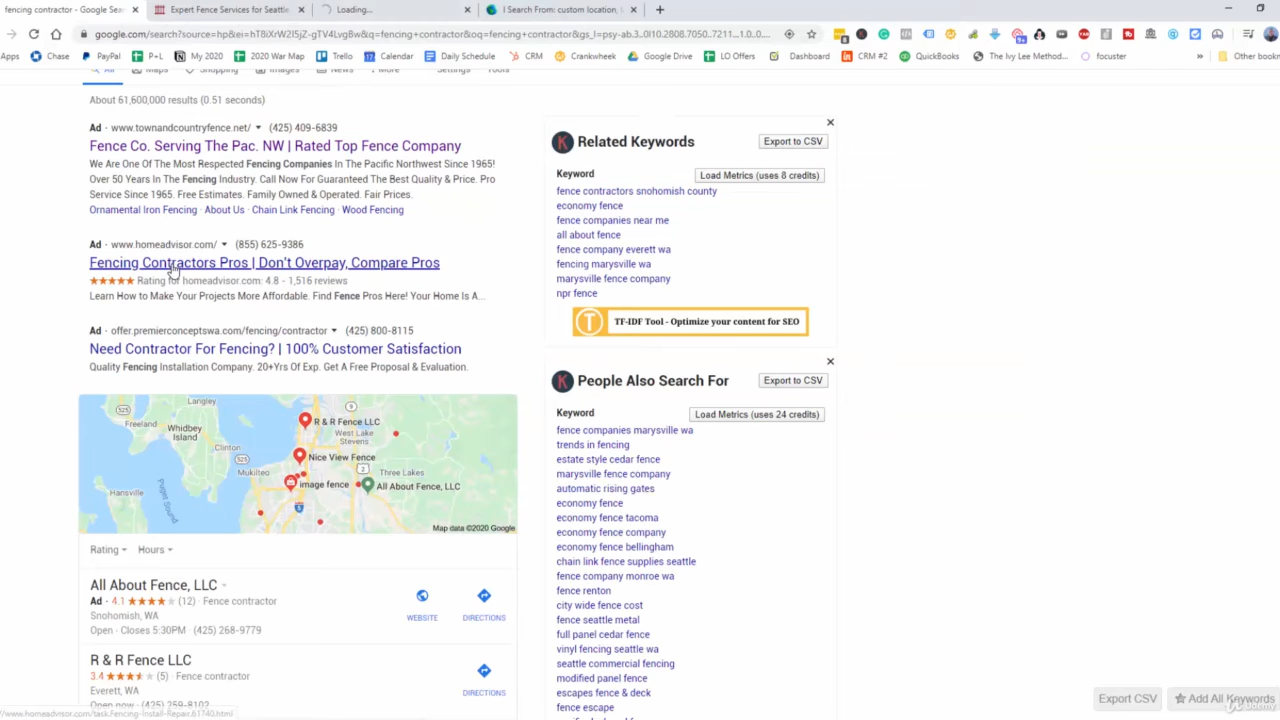 fencing contractor - Google Sear
Expert Fence Services for Seattle
Loading...
I Search From: custom location, l
google.com/search?source=hp&ei=hT8iXrW2I5jZ-gTV4Lvg8w&q=fencing+contractor&oq=fencing+contractor&gs_l=psy-ab.3..0l10.2808.7050..7211...1.0..0....
Apps
Chase
PayPal
P+L
My 2020
2020 War Map
Trello
Calendar
Daily Schedule
CRM
Crankwheel
Google Drive
LO Offers
Dashboard
CRM #2
QuickBooks
The Ivy Lee Method...
focuster
Other bookm
All
Maps
Shopping
Images
News
More
Settings
Tools
About 61,600,000 results (0.51 seconds)
Ad · www.townandcountryfence.net/ (425) 409-6839
Fence Co. Serving The Pac. NW | Rated Top Fence Company
We Are One Of The Most Respected Fencing Companies In The Pacific Northwest Since 1965!
Over 50 Years In The Fencing Industry. Call Now For Guaranteed The Best Quality & Price. Pro
Service Since 1965. Free Estimates. Family Owned & Operated. Fair Prices.
Ornamental Iron Fencing · About Us · Chain Link Fencing · Wood Fencing
Ad · www.homeadvisor.com/ (855) 625-9386
Fencing Contractors Pros | Don't Overpay, Compare Pros
Rating for homeadvisor.com: 4.8 - 1,516 reviews
Learn How to Make Your Projects More Affordable. Find Fence Pros Here! Your Home Is A...
Ad · offer.premierconceptswa.com/fencing/contractor (425) 800-8115
Need Contractor For Fencing? | 100% Customer Satisfaction
Quality Fencing Installation Company. 20+Yrs Of Exp. Get A Free Proposal & Evaluation.
Langley
525
Freeland
Whidbey
Island
Clinton
525
Mukilteo
Hansville
Puget Sound
9
R & R Fence LLC
West Lake
Stevens
Nice View Fence
2
Three Lakes
image fence
All About Fence, LLC
5
Map data ©2020 Google
Rating
Hours
All About Fence, LLC
Ad · 4.1 (12) · Fence contractor
Snohomish, WA
Open · Closes 5:30PM · (425) 268-9779
WEBSITE
DIRECTIONS
R & R Fence LLC
3.4 (5) · Fence contractor
Everett, WA
Open now · (425) 259-8102
DIRECTIONS
www.homeadvisor.com/task.Fencing-Install-Repair.61740.html
K
Related Keywords
Export to CSV
Keyword
Load Metrics (uses 8 credits)
fence contractors snohomish county
economy fence
fence companies near me
all about fence
fence company everett wa
fencing marysville wa
marysville fence company
npr fence
T
TF-IDF Tool - Optimize your content for SEO
K
People Also Search For
Export to CSV
Keyword
Load Metrics (uses 24 credits)
fence companies marysville wa
trends in fencing
estate style cedar fence
marysville fence company
automatic rising gates
economy fence
economy fence tacoma
economy fence company
economy fence bellingham
chain link fence supplies seattle
fence company monroe wa
fence renton
city wide fence cost
fence seattle metal
full panel cedar fence
vinyl fencing seattle wa
seattle commercial fencing
modified panel fence
escapes fence & deck
fence escape
Export CSV
Add All Keywords
Udemy